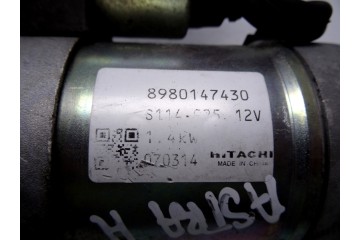 8980147430
S114-875. 12V
1.4kW
070314 HITACHI
MADE IN CHINA
ASTRA H